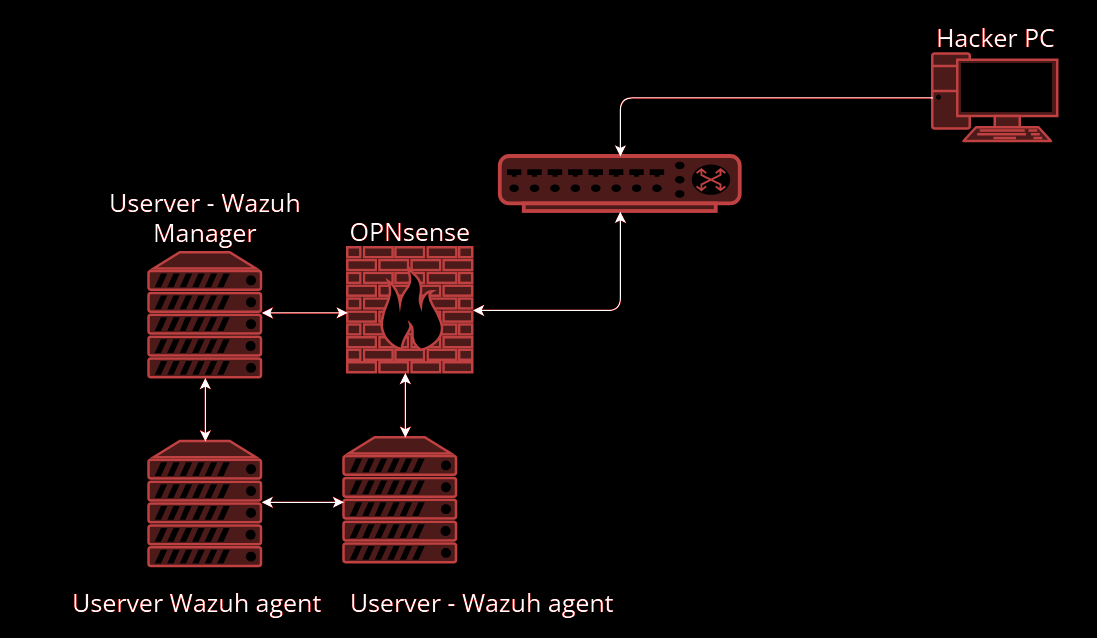 Hacker PC
Userver - Wazuh
Manager
OPNsense
Userver Wazuh agent
Userver - Wazuh agent